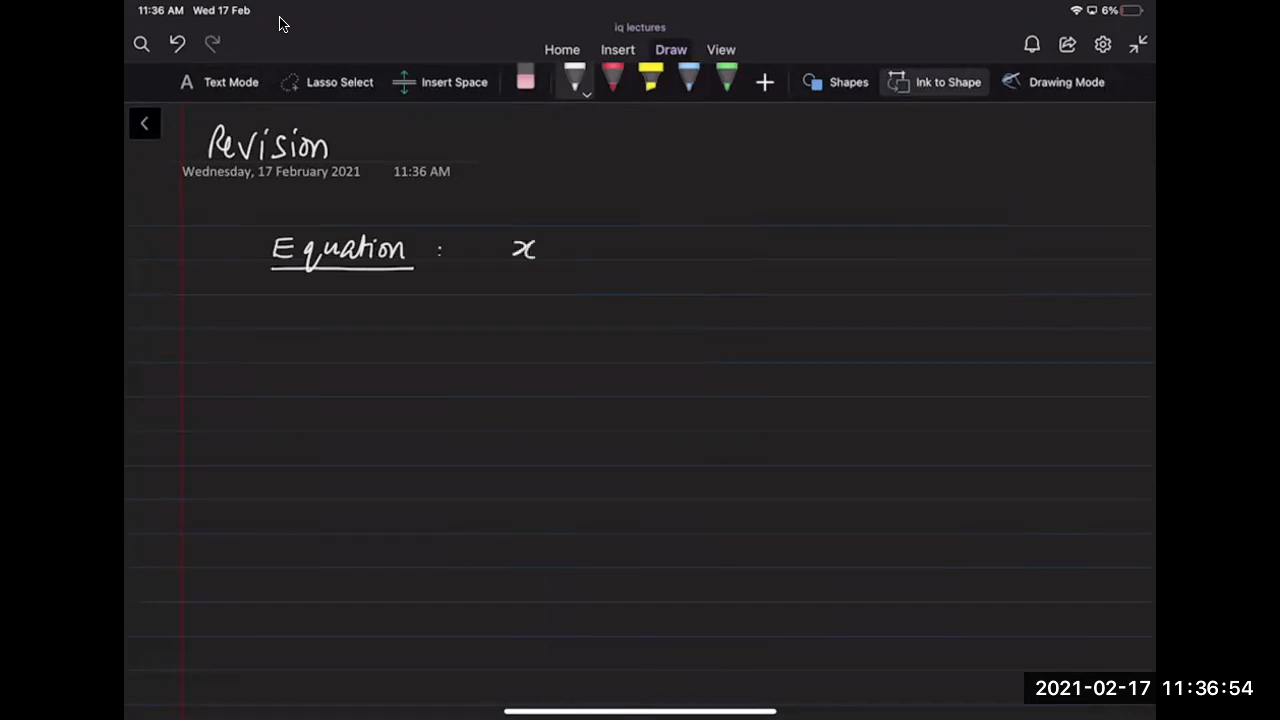 11:36 AM Wed 17 Feb 6%
iq lectures
Home Insert Draw View
Text Mode Lasso Select Insert Space Shapes Ink to Shape Drawing Mode
Revision
Wednesday, 17 February 2021 11:36 AM
Equation : x
2021-02-17 11:36:54